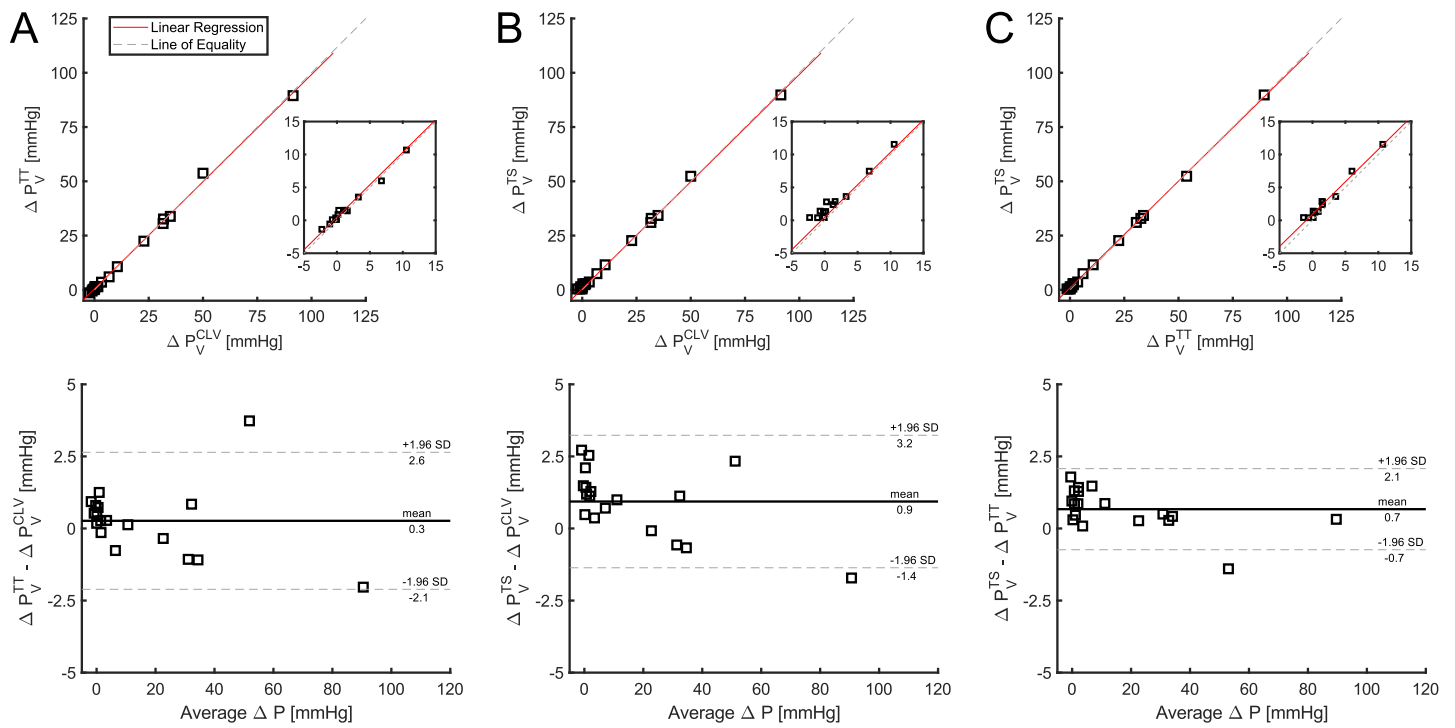 A
Linear Regression
Line of Equality
Δ P_V^TT [mmHg]
125
100
75
50
25
0
15
10
5
0
-5
-5 0 5 10 15
0 25 50 75 100 125
Δ P_V^CLV [mmHg]
B
Δ P_V^TS [mmHg]
125
100
75
50
25
0
15
10
5
0
-5
-5 0 5 10 15
0 25 50 75 100 125
Δ P_V^CLV [mmHg]
C
Δ P_V^TS [mmHg]
125
100
75
50
25
0
15
10
5
0
-5
-5 0 5 10 15
0 25 50 75 100 125
Δ P_V^TT [mmHg]
Δ P_V^TT - Δ P_V^CLV [mmHg]
5
2.5
0
-2.5
-5
+1.96 SD
2.6
mean
0.3
-1.96 SD
-2.1
0 20 40 60 80 100 120
Average Δ P [mmHg]
Δ P_V^TS - Δ P_V^CLV [mmHg]
5
2.5
0
-2.5
-5
+1.96 SD
3.2
mean
0.9
-1.96 SD
-1.4
0 20 40 60 80 100 120
Average Δ P [mmHg]
Δ P_V^TS - Δ P_V^TT [mmHg]
5
2.5
0
-2.5
-5
+1.96 SD
2.1
mean
0.7
-1.96 SD
-0.7
0 20 40 60 80 100 120
Average Δ P [mmHg]